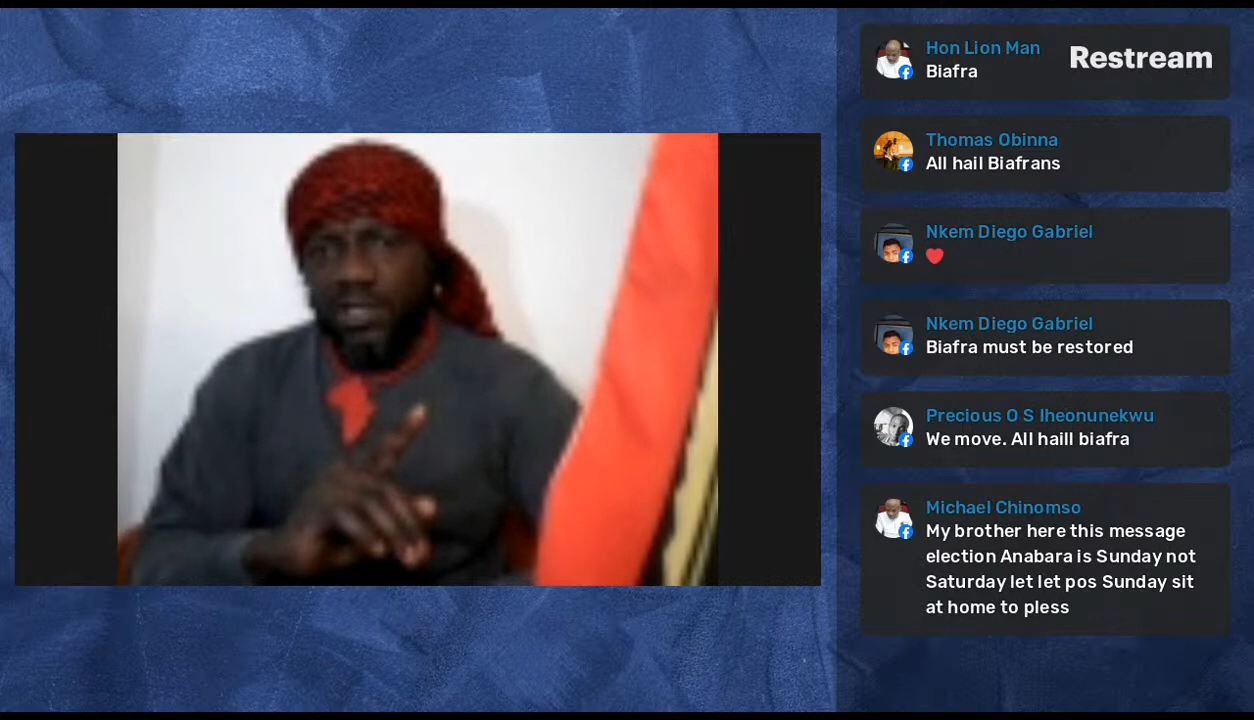 Hon Lion Man
Restream
Biafra
Thomas Obinna
All hail Biafrans
Nkem Diego Gabriel
Nkem Diego Gabriel
Biafra must be restored
Precious O S Iheonunekwu
We move. All haill biafra
Michael Chinomso
My brother here this message
election Anabara is Sunday not
Saturday let let pos Sunday sit
at home to pless